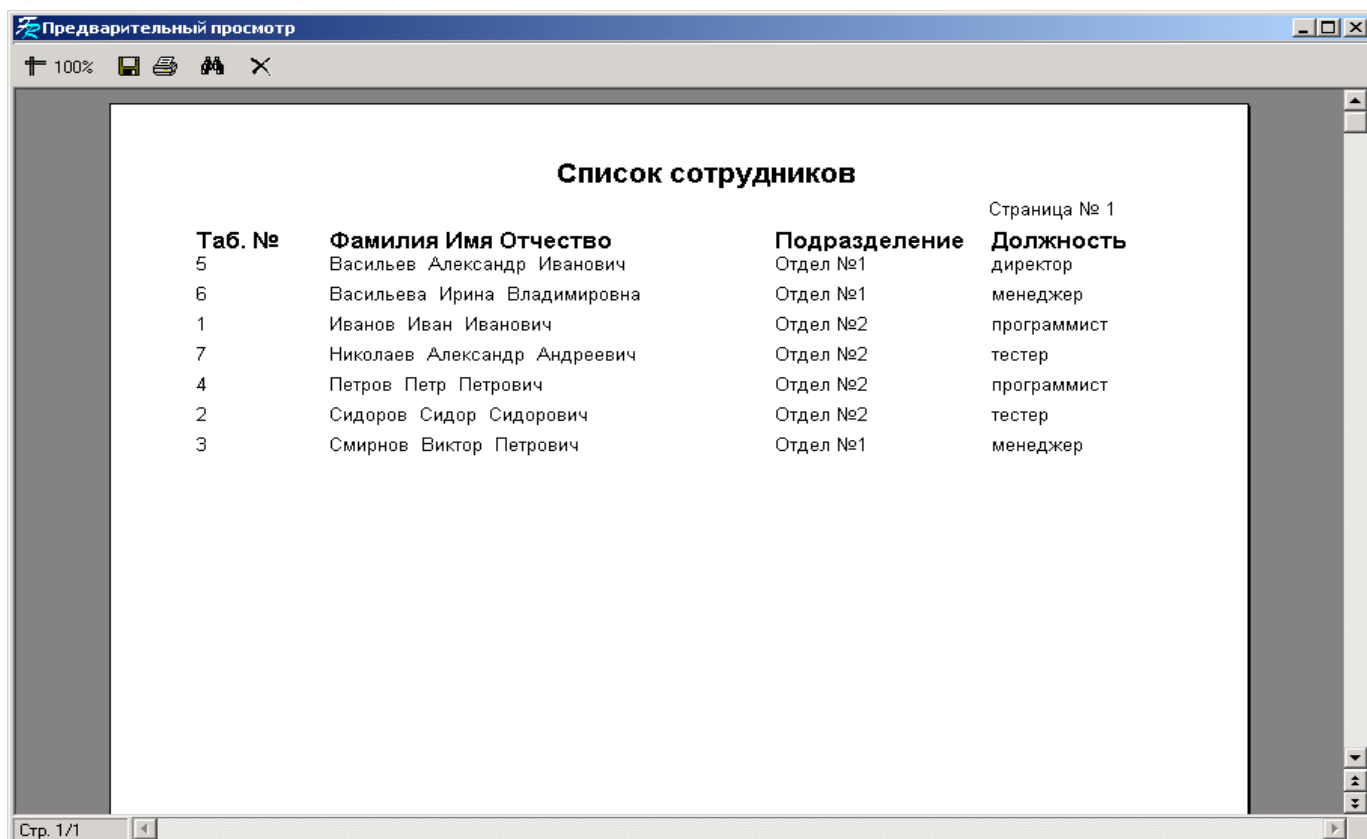 Предварительный просмотр
100%
Список сотрудников
Страница № 1
Таб. № Фамилия Имя Отчество Подразделение Должность
5 Васильев Александр Иванович Отдел №1 директор
6 Васильева Ирина Владимировна Отдел №1 менеджер
1 Иванов Иван Иванович Отдел №2 программист
7 Николаев Александр Андреевич Отдел №2 тестер
4 Петров Петр Петрович Отдел №2 программист
2 Сидоров Сидор Сидорович Отдел №2 тестер
3 Смирнов Виктор Петрович Отдел №1 менеджер
Стр. 1/1